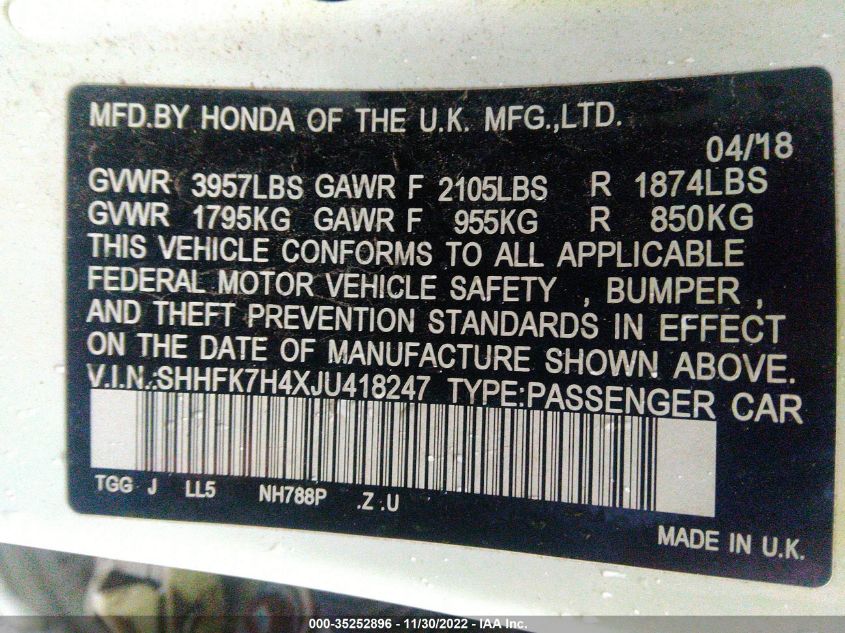 MFD.BY HONDA OF THE U.K. MFG.,LTD.
04/'18
GVWR 3957LBS GAWR F 2105LBS R 1874LBS
GVWR 1795KG GAWR F 955KG R 850KG
THIS VEHICLE CONFORMS TO ALL APPLICABLE
FEDERAL MOTOR VEHICLE SAFETY , BUMPER ,
AND THEFT PREVENTION STANDARDS IN EFFECT
ON THE DATE OF MANUFACTURE SHOWN ABOVE.
V.I.N.:SHHFK7H4XJU418247 TYPE:PASSENGER CAR
TGG J LL5 NH788P .Z .U
MADE IN U.K.
000-35252896 - 11/30/2022 - IAA Inc.